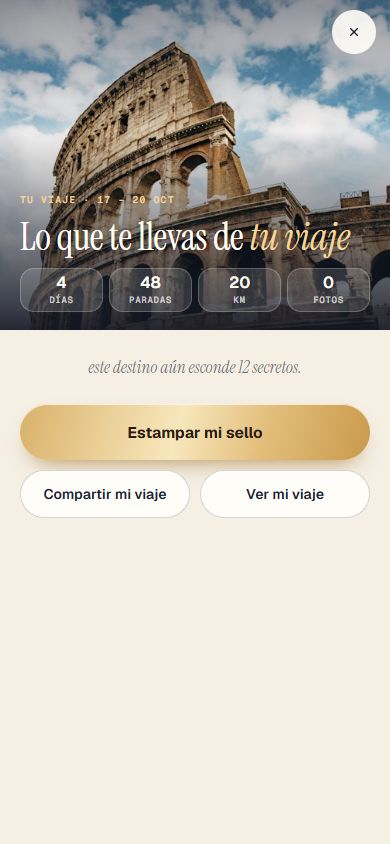 ×
TU VIAJE · 17 – 20 OCT
Lo que te llevas de tu viaje
4 48 20 0
DÍAS PARADAS KM FOTOS
este destino aún esconde 12 secretos.
Estampar mi sello
Compartir mi viaje Ver mi viaje